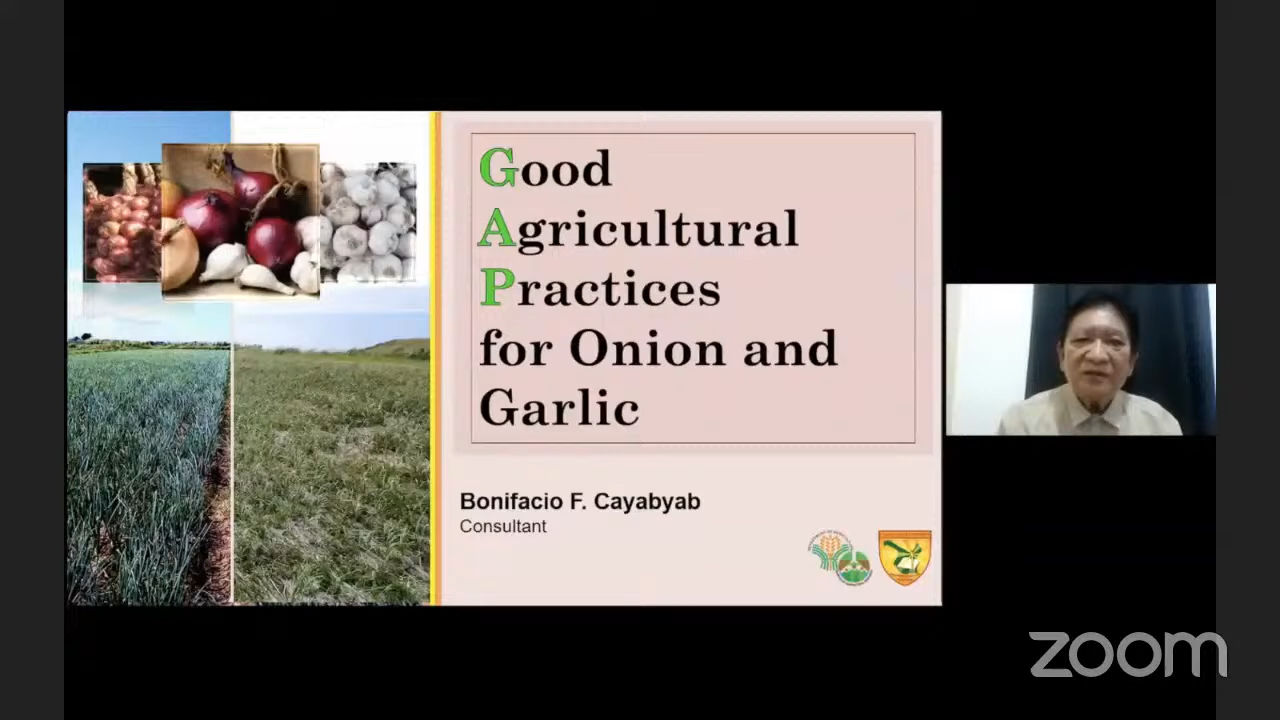 Good
Agricultural
Practices
for Onion and
Garlic
Bonifacio F. Cayabyab
Consultant
zoom